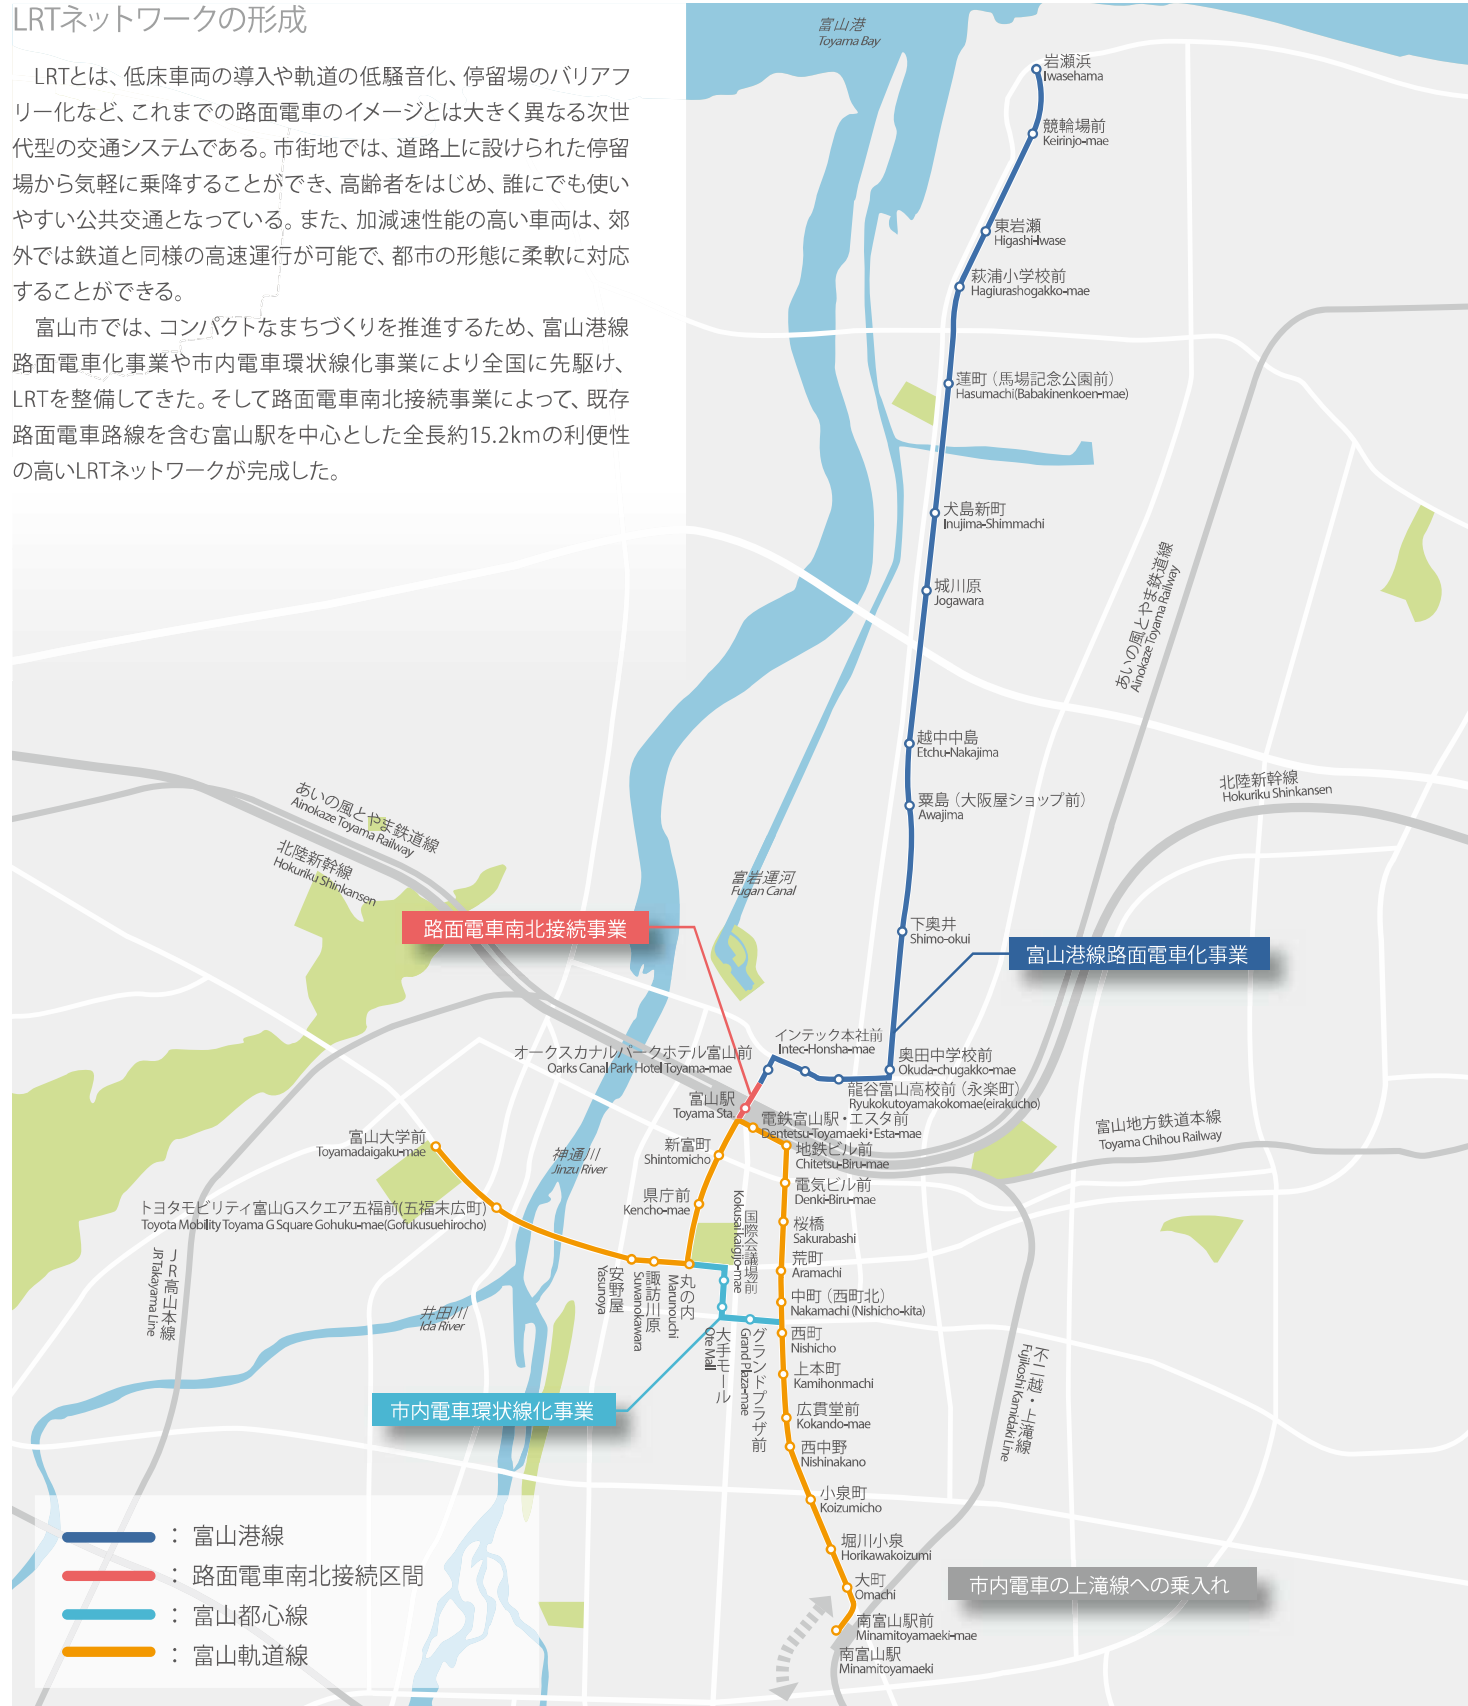 LRTネットワークの形成
LRTとは、低床車両の導入や軌道の低騒音化、停留場のバリアフ
リー化など、これまでの路面電車のイメージとは大きく異なる次世
代型の交通システムである。市街地では、道路上に設けられた停留
場から気軽に乗降することができ、高齢者をはじめ、誰にでも使い
やすい公共交通となっている。また、加減速性能の高い車両は、郊
外では鉄道と同様の高速運行が可能で、都市の形態に柔軟に対応
することができる。
富山市では、コンパクトなまちづくりを推進するため、富山港線
路面電車化事業や市内電車環状線化事業により全国に先駆け、
LRTを整備してきた。そして路面電車南北接続事業によって、既存
路面電車路線を含む富山駅を中心とした全長約15.2kmの利便性
の高いLRTネットワークが完成した。
富山港
Toyama Bay
岩瀬浜
Iwasehama
競輪場前
Keirinjo-mae
東岩瀬
Higashi-Iwase
萩浦小学校前
Hagiurashogakko-mae
蓮町（馬場記念公園前）
Hasumachi(Babakinenkoen-mae)
犬島新町
Inujima-Shimmachi
城川原
Jogawara
あいの風とやま鉄道線
Ainokaze Toyama Railway
越中中島
Etchu-Nakajima
粟島（大阪屋ショップ前）
Awajima
北陸新幹線
Hokuriku Shinkansen
あいの風とやま鉄道線
Ainokaze Toyama Railway
北陸新幹線
Hokuriku Shinkansen
富岩運河
Fugan Canal
路面電車南北接続事業
下奥井
Shimo-okui
富山港線路面電車化事業
インテック本社前
Intec-Honsha-mae
オークスカナルパークホテル富山前
Oarks Canal Park Hotel Toyama-mae
奥田中学校前
Okuda-chugakko-mae
龍谷富山高校前（永楽町）
Ryukokutoyamakokomae(eirakucho)
富山駅
Toyama Sta.
電鉄富山駅・エスタ前
Dentetsu-Toyamaeki・Esta-mae
富山地方鉄道本線
Toyama Chihou Railway
富山大学前
Toyamadaigaku-mae
神通川
Jinzu River
新富町
Shintomicho
地鉄ビル前
Chitetsu-Biru-mae
県庁前
Kencho-mae
電気ビル前
Denki-Biru-mae
トヨタモビリティ富山Gスクエア五福前(五福末広町)
Toyota Mobility Toyama G Square Gohuku-mae(Gofukusuehirocho)
国際会議場前
Kokusaikaigijo-mae
桜橋
Sakurabashi
JR高山本線
JR Takayama Line
安野屋
Yasunoya
諏訪川原
Suwanokawara
丸の内
Marunouchi
荒町
Aramachi
中町（西町北）
Nakamachi (Nishicho-kita)
井田川
Ida River
大手モール
Ote Mall
グランドプラザ前
Grand Plaza-mae
西町
Nishicho
上本町
Kamihonmachi
不二越・上滝線
Fujikoshi Kamidaki Line
市内電車環状線化事業
広貫堂前
Kokando-mae
西中野
Nishinakano
小泉町
Koizumicho
堀川小泉
Horikawakoizumi
大町
Omachi
市内電車の上滝線への乗入れ
南富山駅前
Minamitoyamaeki-mae
南富山駅
Minamitoyamaeki
：富山港線
：路面電車南北接続区間
：富山都心線
：富山軌道線